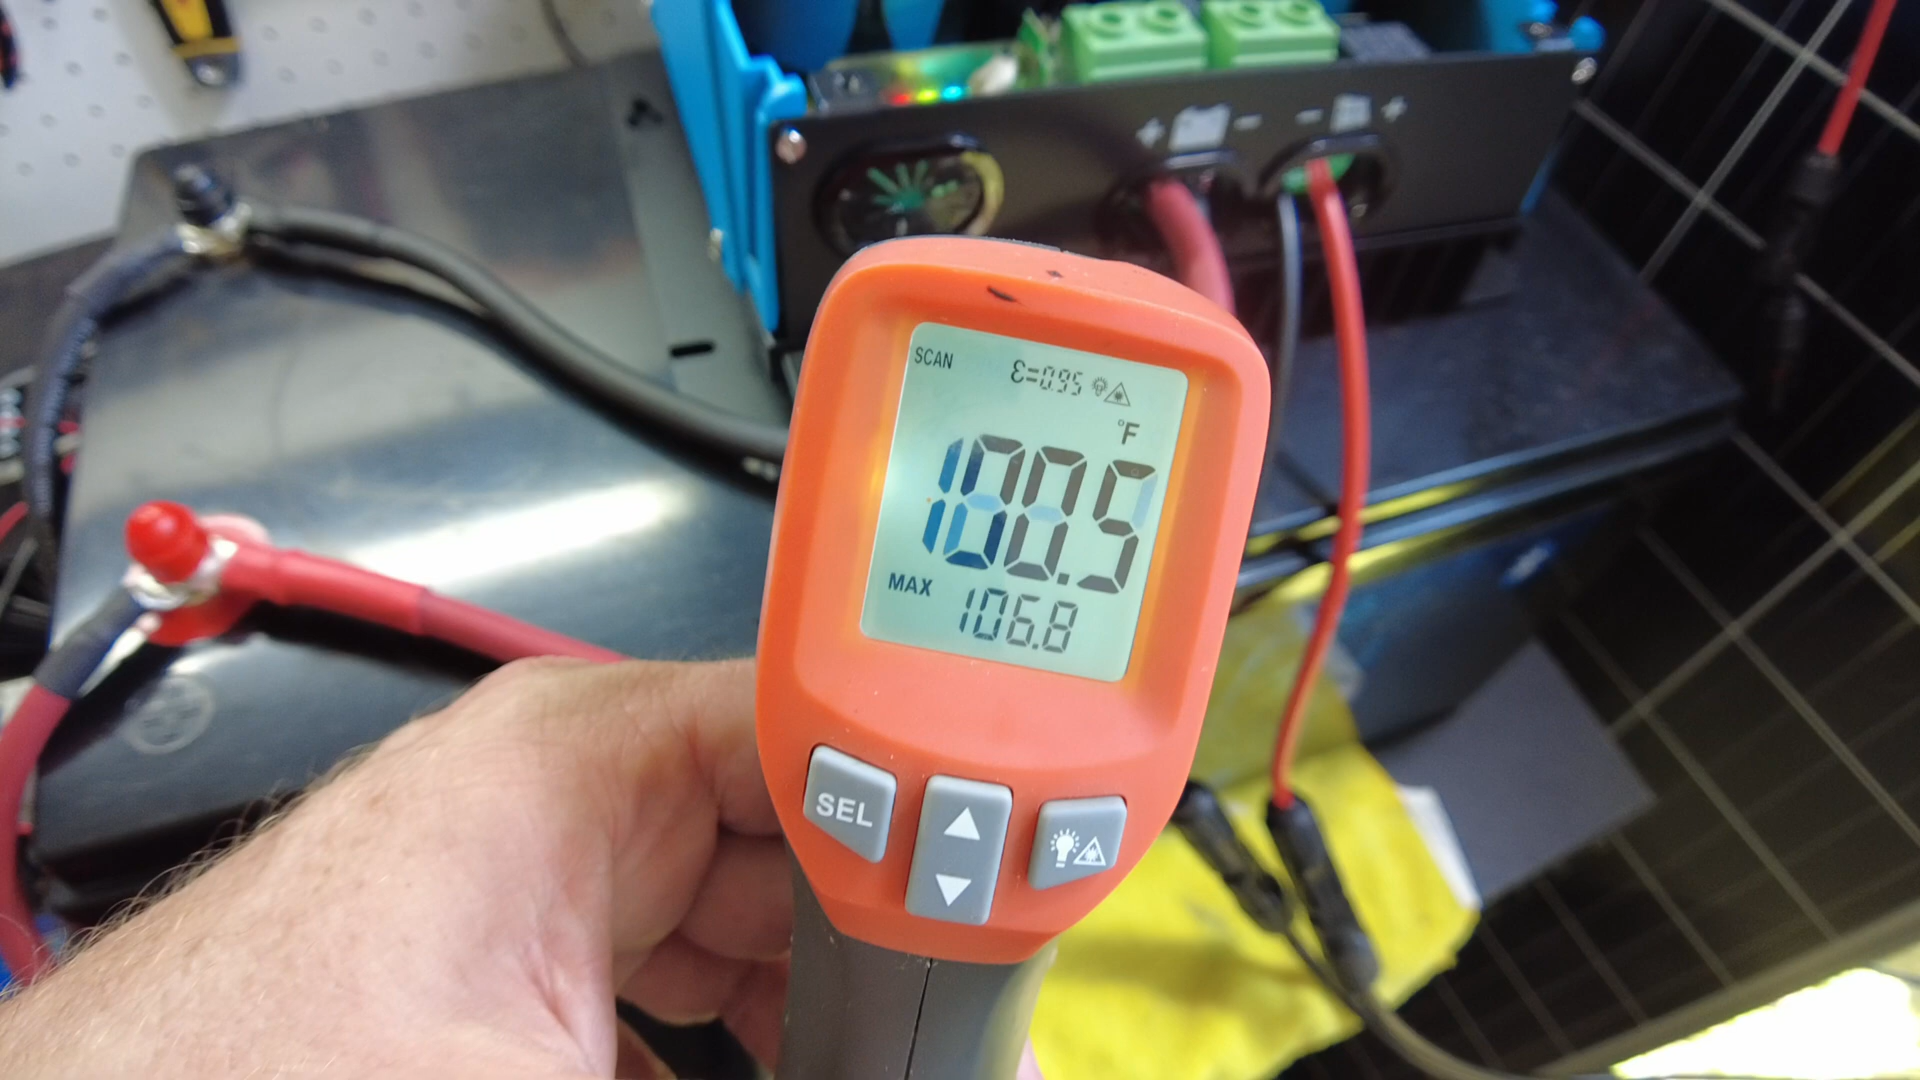 SCAN
ε=0.95
°F
100.5
MAX
106.8
SEL
+ -
- +